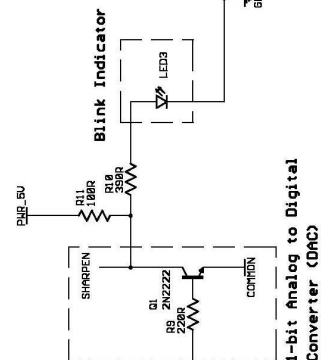 Blink Indicator
LED3
PWR_6V
R11
100R
R10
390R
SHARPEN
Q1
2N2222
R9
220R
COMMON
1-bit Analog to Digital
Converter (DAC)